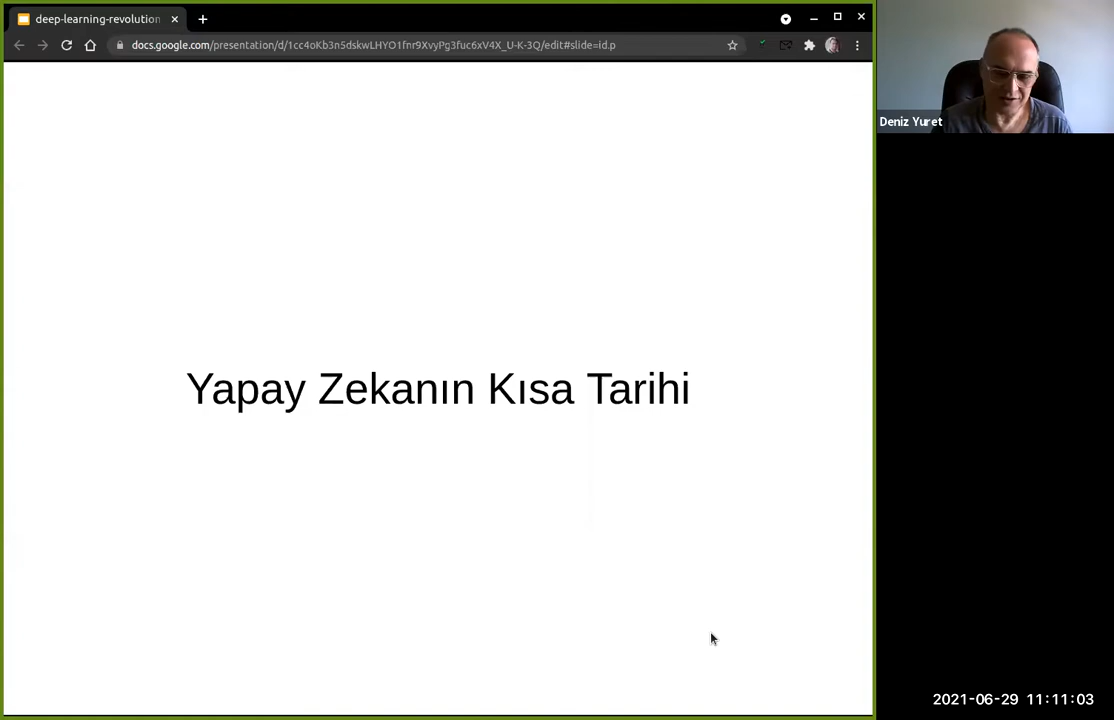 deep-learning-revolution
docs.google.com/presentation/d/1cc4oKb3n5dskwLHYO1fnr9XvyPg3fuc6xV4X_U-K-3Q/edit#slide=id.p
Deniz Yuret
Yapay Zekanın Kısa Tarihi
2021-06-29 11:11:03